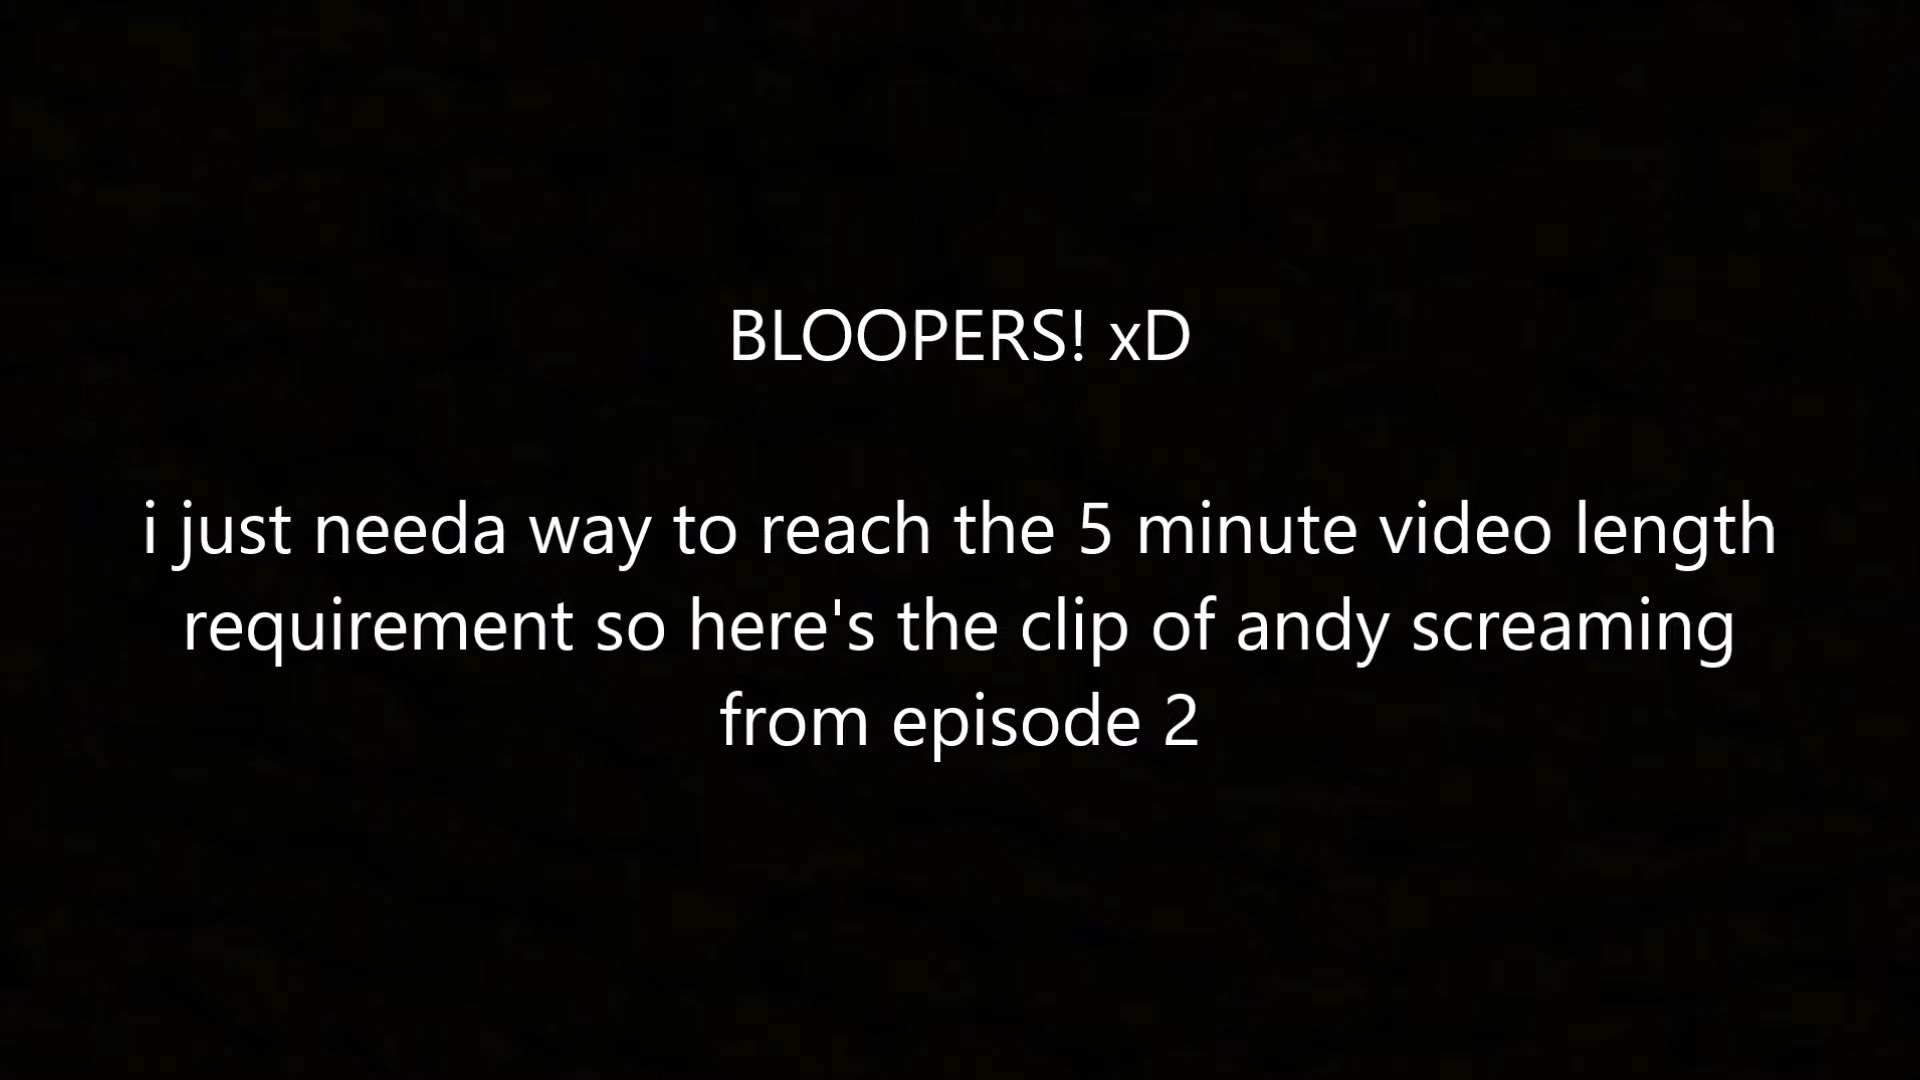 BLOOPERS! xD
i just needa way to reach the 5 minute video length
requirement so here's the clip of andy screaming
from episode 2